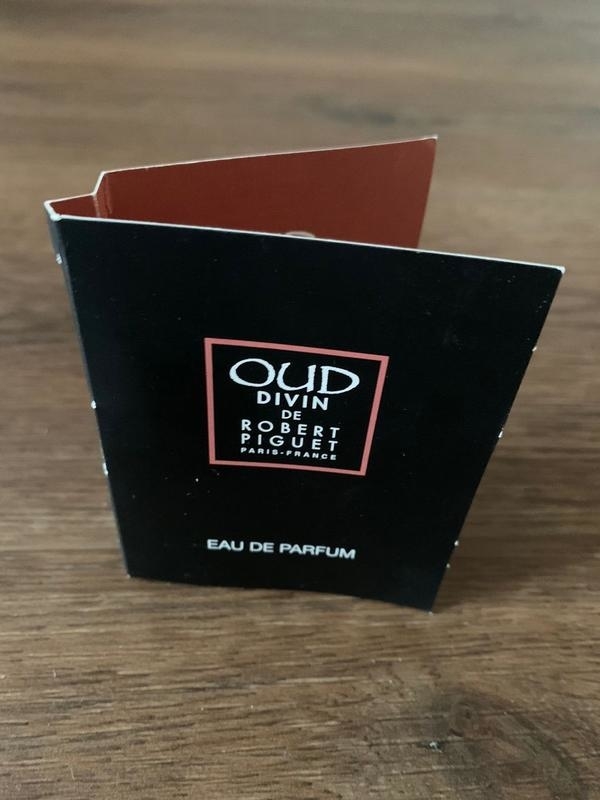 OUD
DIVIN
DE
ROBERT
PIGUET
PARIS-FRANCE
EAU DE PARFUM